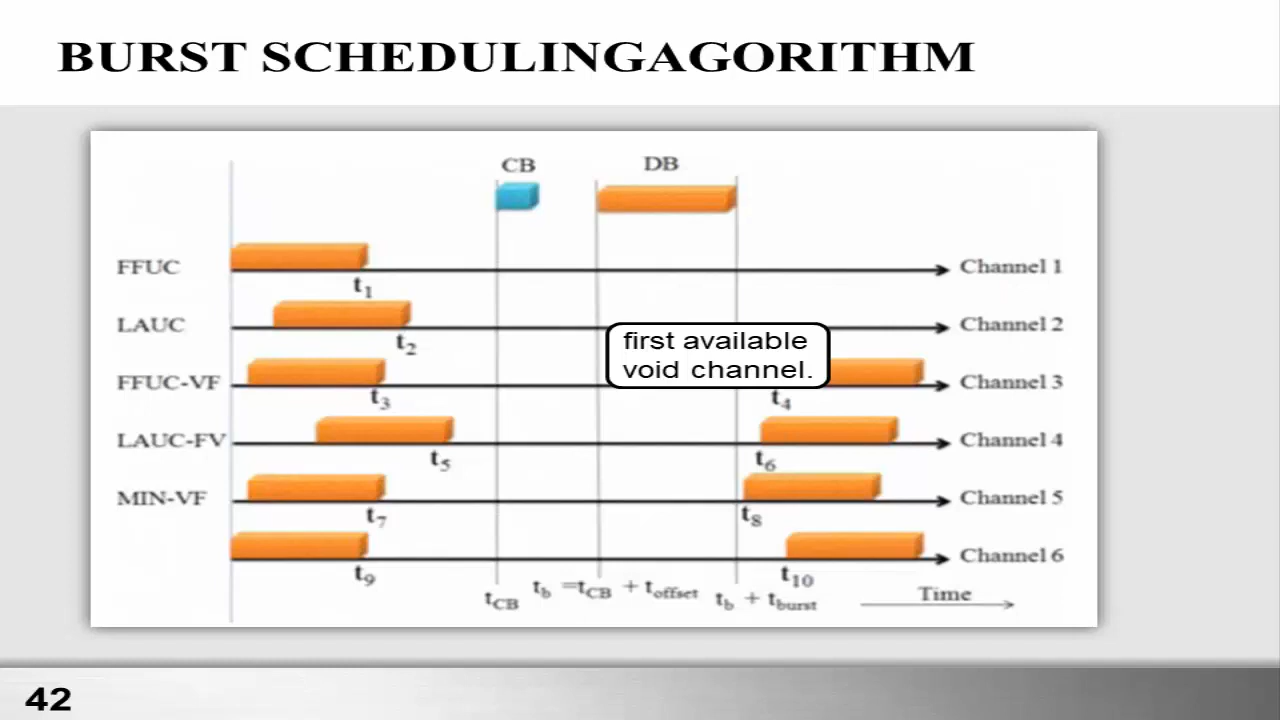 BURST SCHEDULINGAGORITHM
CB
DB
FFUC
Channel 1
t1
LAUC
Channel 2
t2
first available
void channel.
FFUC-VF
Channel 3
t3
t4
LAUC-FV
Channel 4
t5
t6
MIN-VF
Channel 5
t7
t8
Channel 6
t9
t10
tCB
tb =tCB + toffset
tb + tburst
Time
42